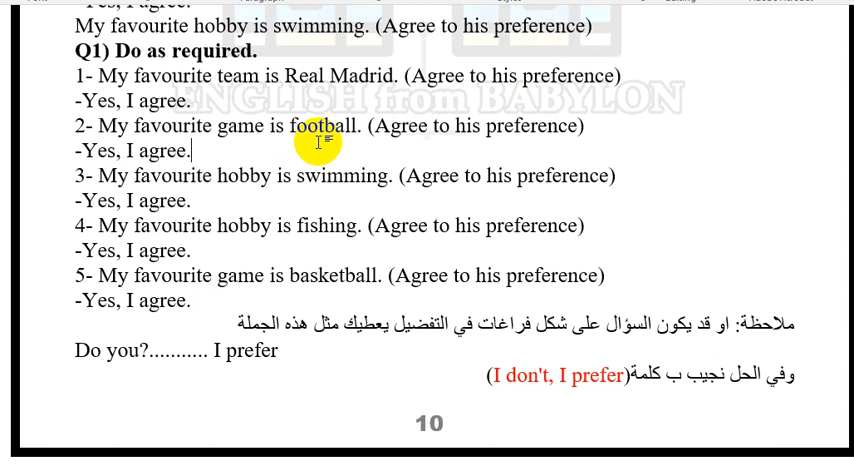 My favourite hobby is swimming. (Agree to his preference)
Q1) Do as required.
1- My favourite team is Real Madrid. (Agree to his preference)
-Yes, I agree.
ENGLISH from BABYLON
2- My favourite game is football. (Agree to his preference)
-Yes, I agree.
3- My favourite hobby is swimming. (Agree to his preference)
-Yes, I agree.
4- My favourite hobby is fishing. (Agree to his preference)
-Yes, I agree.
5- My favourite game is basketball. (Agree to his preference)
-Yes, I agree.
ملاحظة: او قد يكون السؤال على شكل فراغات في التفضيل يعطيك مثل هذه الجملة
Do you?........... I prefer
وفي الحل نجيب ب كلمة(I don't, I prefer)
10